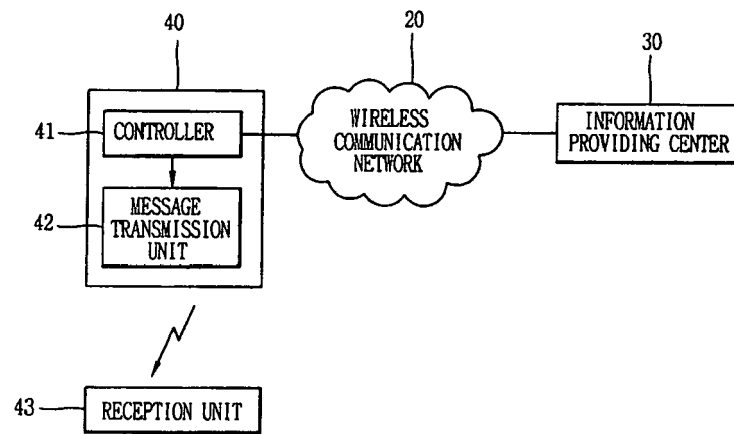 40
20
30
41
CONTROLLER
WIRELESS
COMMUNICATION
NETWORK
INFORMATION
PROVIDING CENTER
42
MESSAGE
TRANSMISSION
UNIT
43
RECEPTION UNIT